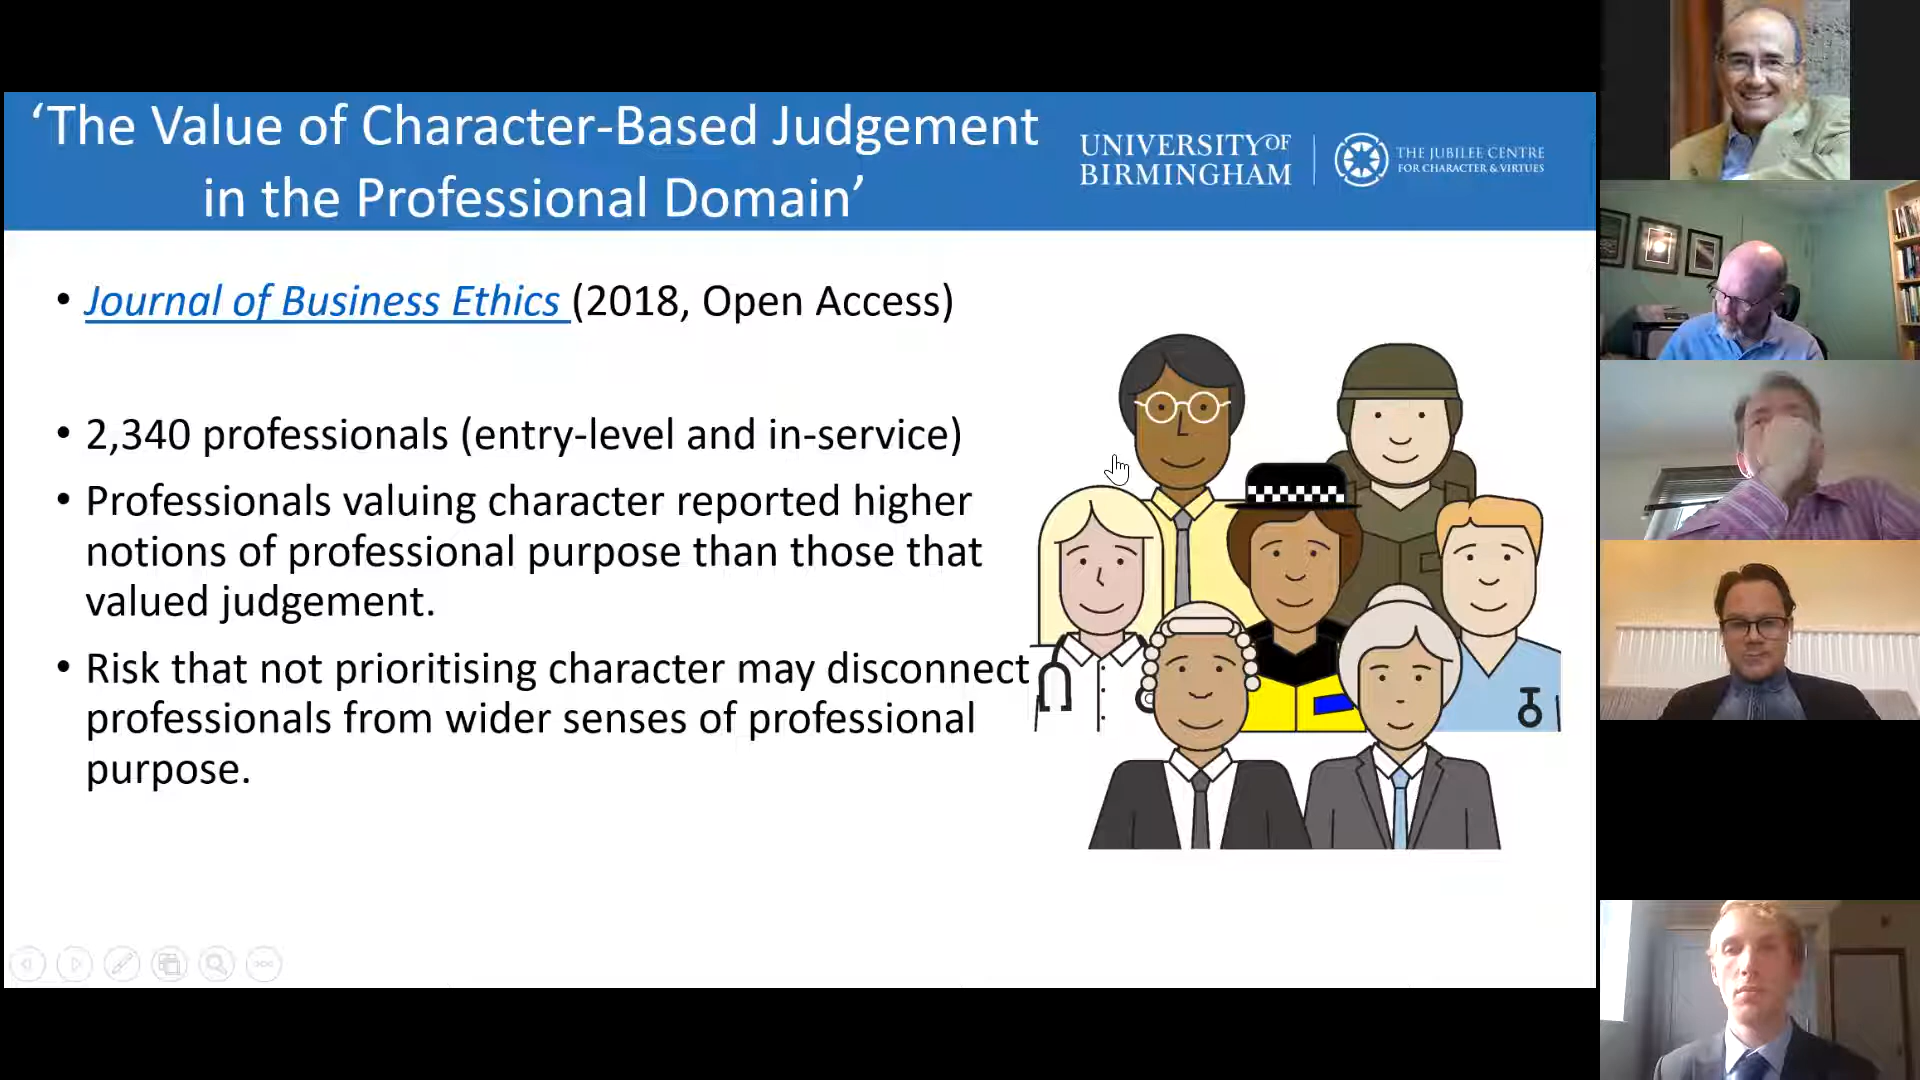 ‘The Value of Character-Based Judgement
in the Professional Domain’
UNIVERSITY OF
BIRMINGHAM
THE JUBILEE CENTRE
FOR CHARACTER & VIRTUES
• Journal of Business Ethics (2018, Open Access)
• 2,340 professionals (entry-level and in-service)
• Professionals valuing character reported higher
notions of professional purpose than those that
valued judgement.
• Risk that not prioritising character may disconnect
professionals from wider senses of professional
purpose.